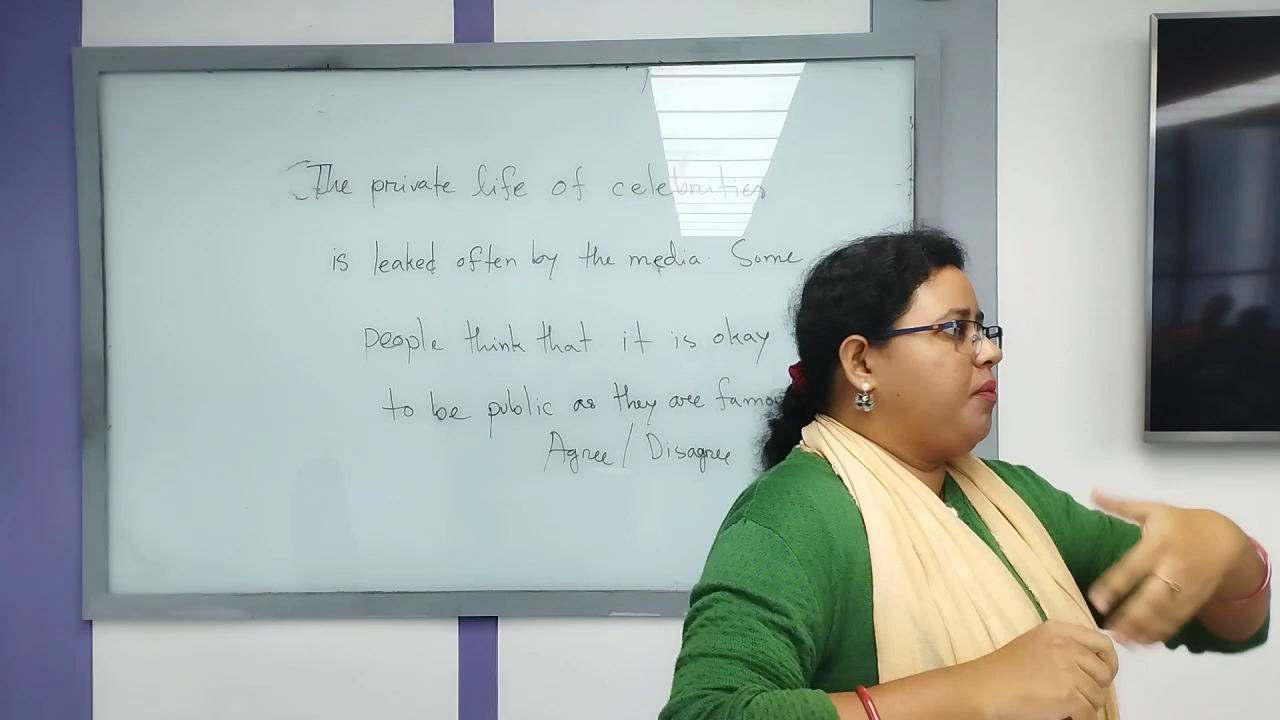 The private life of celebrities
is leaked often by the media. Some
people think that it is okay
to be public as they are
Agree / Disagree